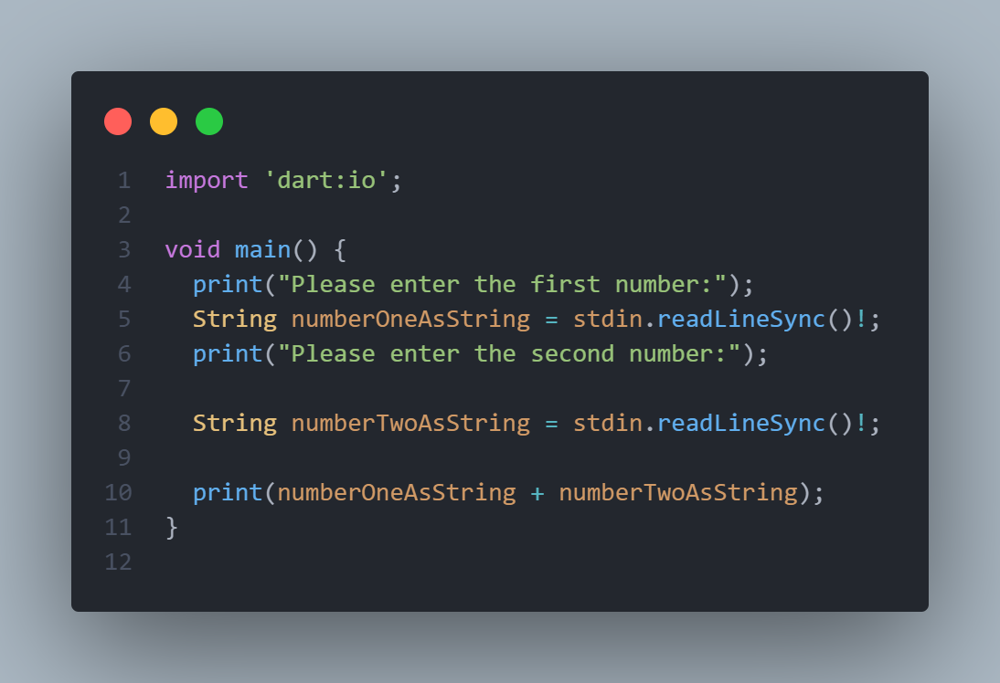 1 import 'dart:io';
2
3 void main() {
4   print("Please enter the first number:");
5   String numberOneAsString = stdin.readLineSync()!;
6   print("Please enter the second number:");
7
8   String numberTwoAsString = stdin.readLineSync()!;
9
10   print(numberOneAsString + numberTwoAsString);
11 }
12